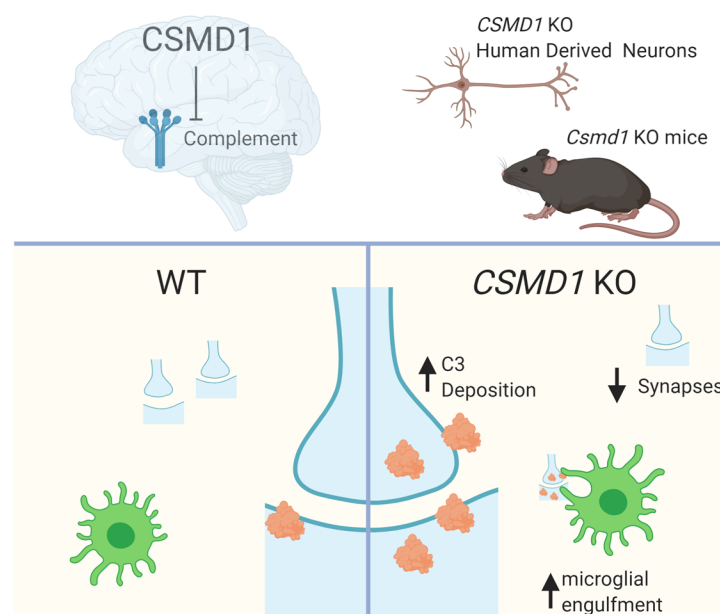 CSMD1
Complement
CSMD1 KO
Human Derived Neurons
Csmd1 KO mice
WT
CSMD1 KO
C3
Deposition
Synapses
microglial
engulfment